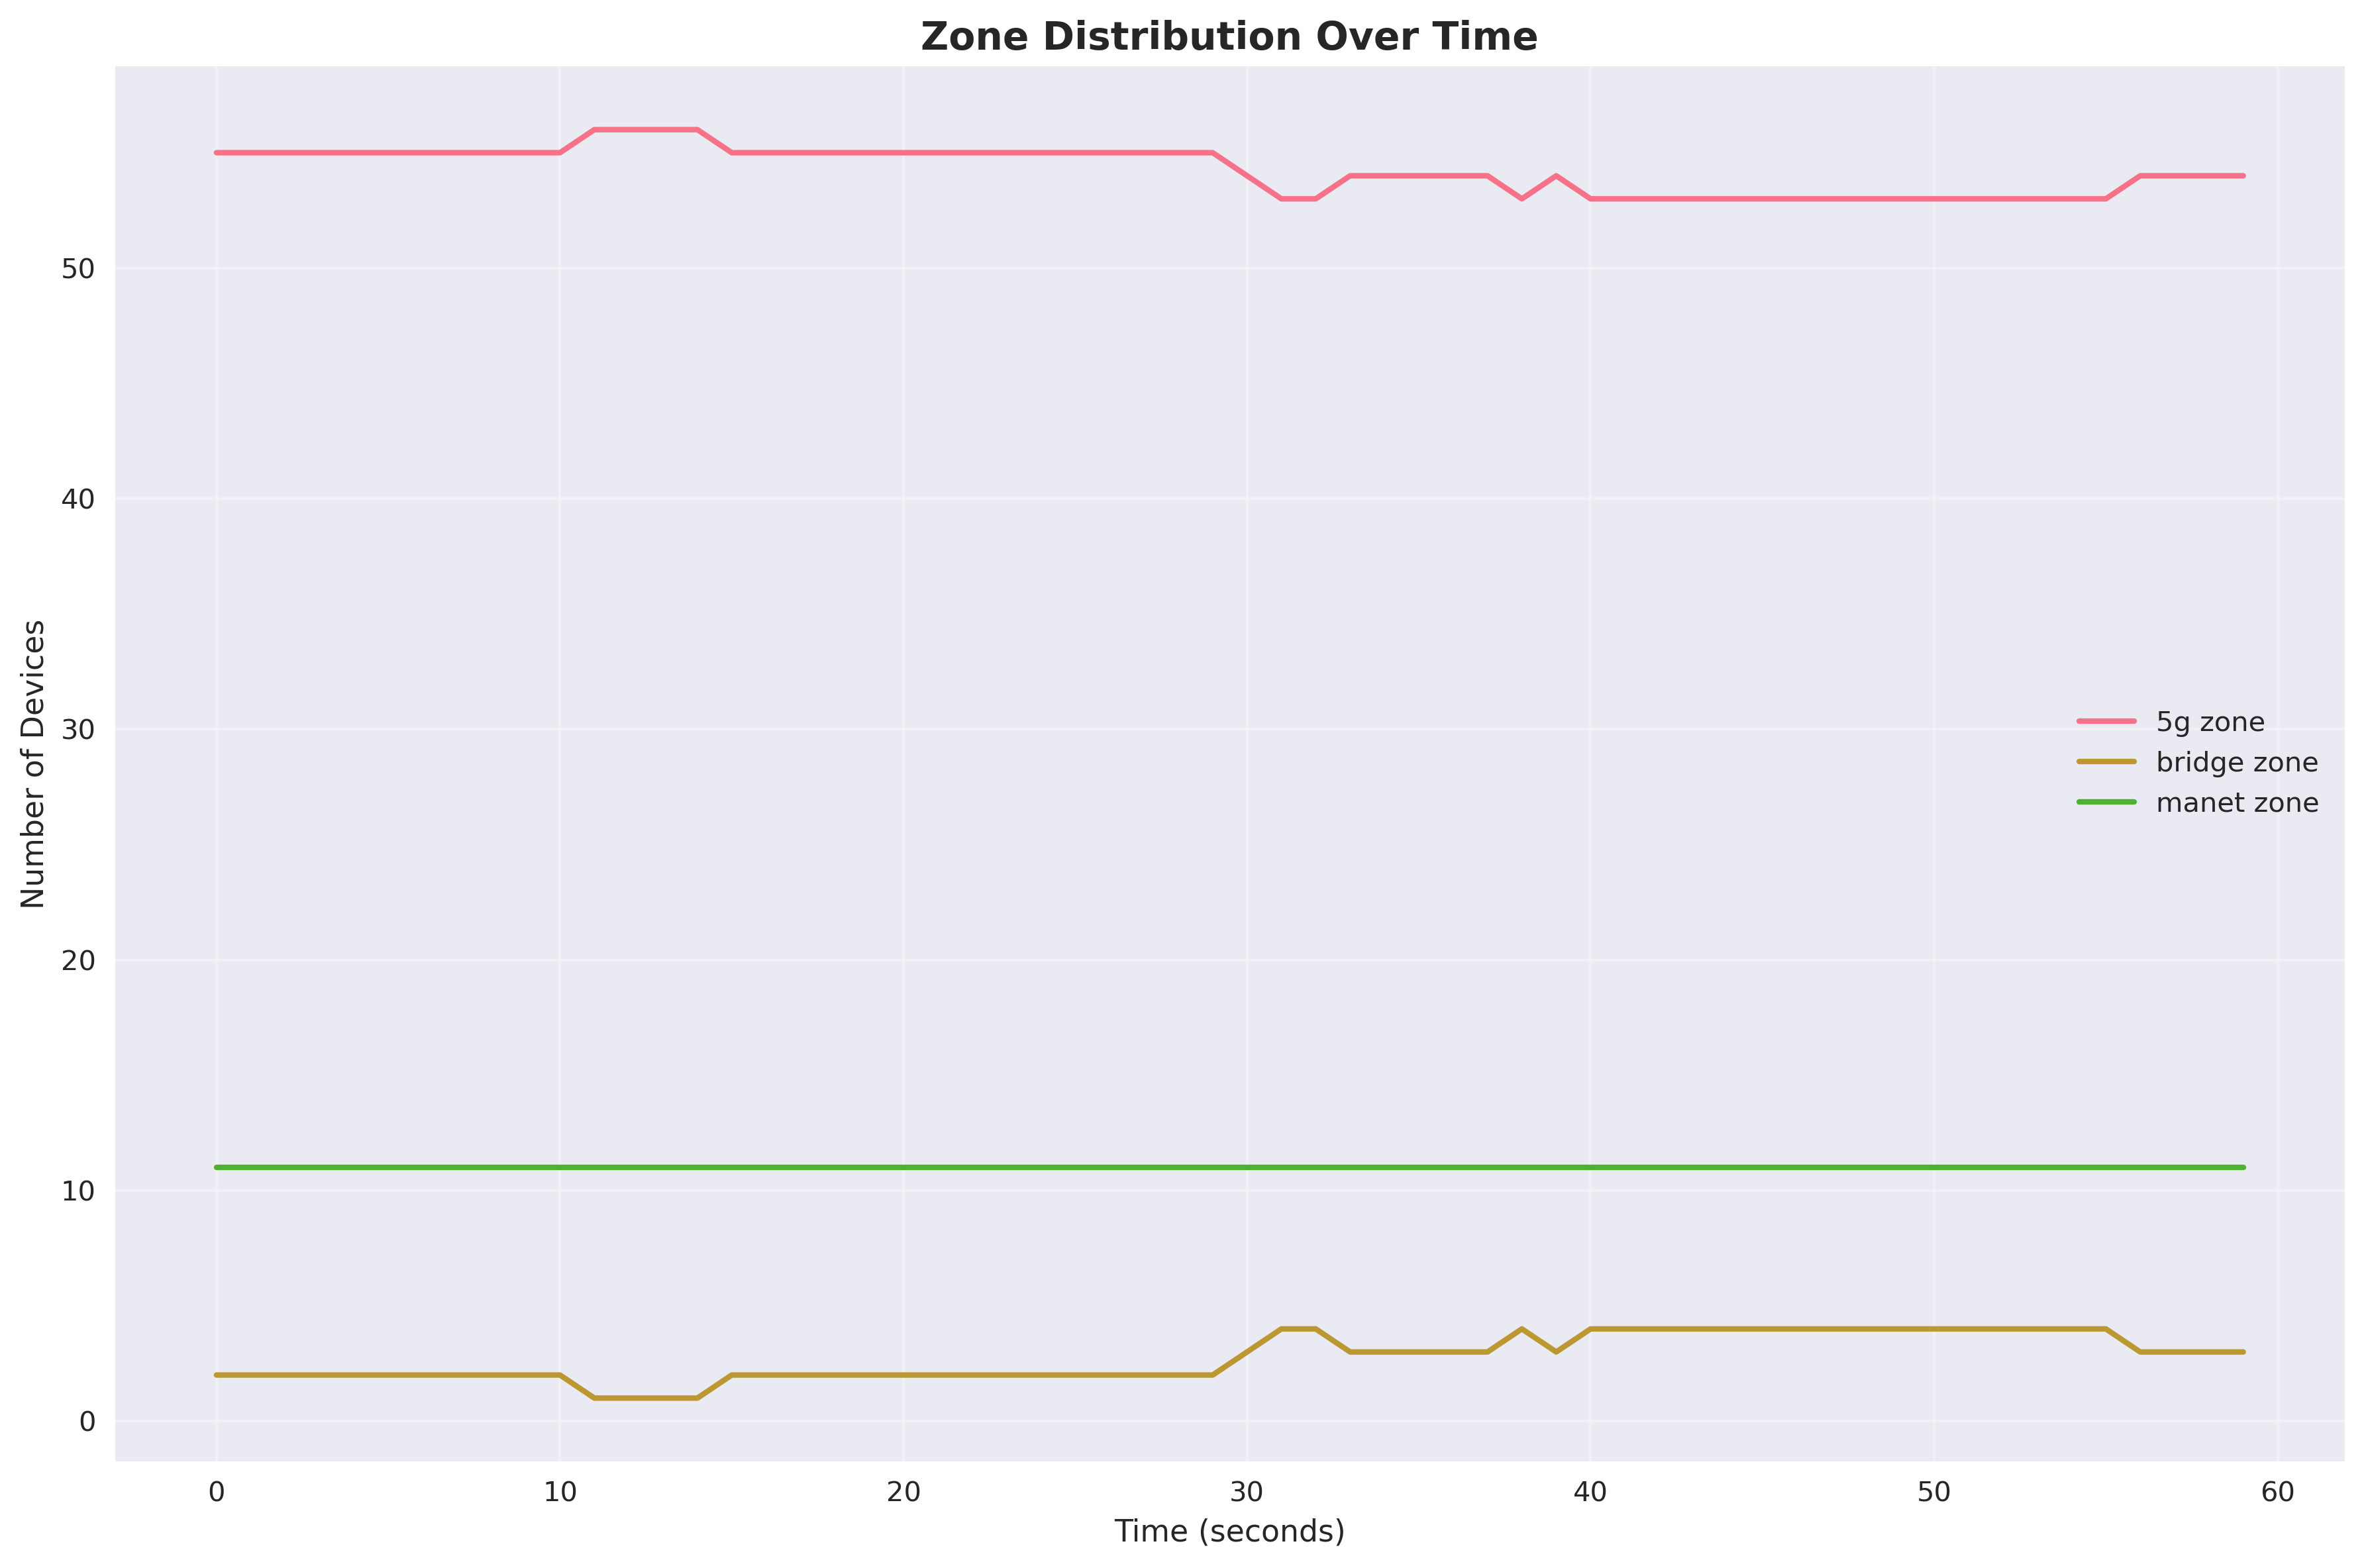 Zone Distribution Over Time
Number of Devices
50
40
30
20
10
0
5g zone
bridge zone
manet zone
0 10 20 30 40 50 60
Time (seconds)